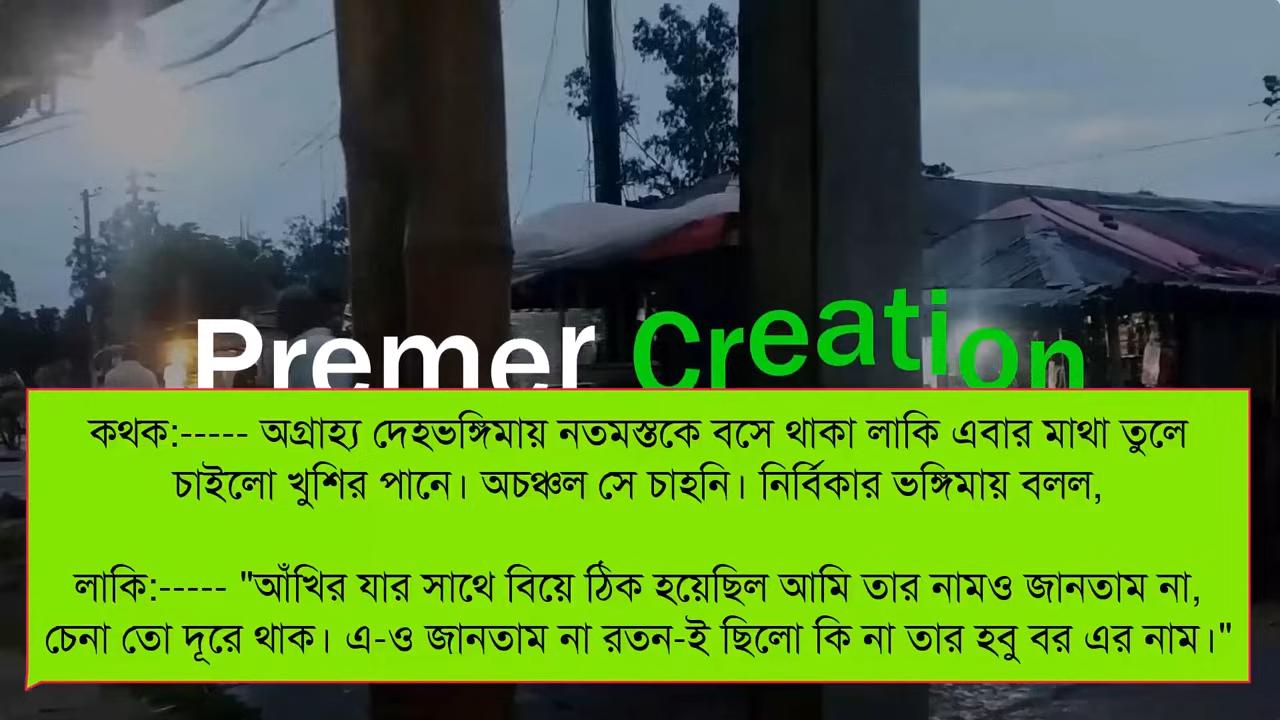 Premer Creation
কথক:----- অগ্রাহ্য দেহভঙ্গিমায় নতমস্তকে বসে থাকা লাকি এবার মাথা তুলে
চাইলো খুশির পানে। অচঞ্চল সে চাহনি। নির্বিকার ভঙ্গিমায় বলল,
লাকি:----- "আঁখির যার সাথে বিয়ে ঠিক হয়েছিল আমি তার নামও জানতাম না,
চেনা তো দূরে থাক। এ-ও জানতাম না রতন-ই ছিলো কি না তার হবু বর এর নাম।"